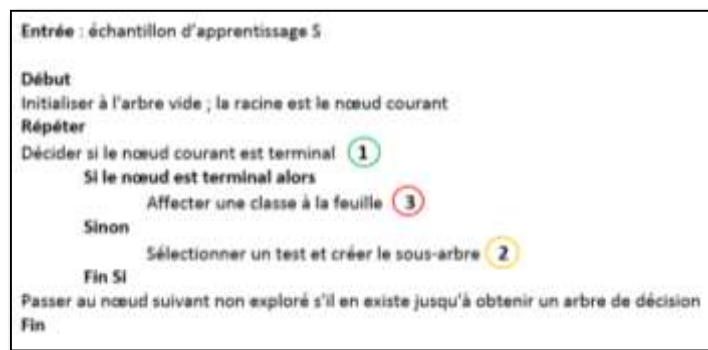 Entrée : échantillon d'apprentissage S
Début
Initialiser à l'arbre vide ; la racine est le nœud courant
Répéter
Décider si le nœud courant est terminal 1
Si le nœud est terminal alors
Affecter une classe à la feuille 3
Sinon
Sélectionner un test et créer le sous-arbre 2
Fin Si
Passer au nœud suivant non exploré s'il en existe jusqu'à obtenir un arbre de décision
Fin